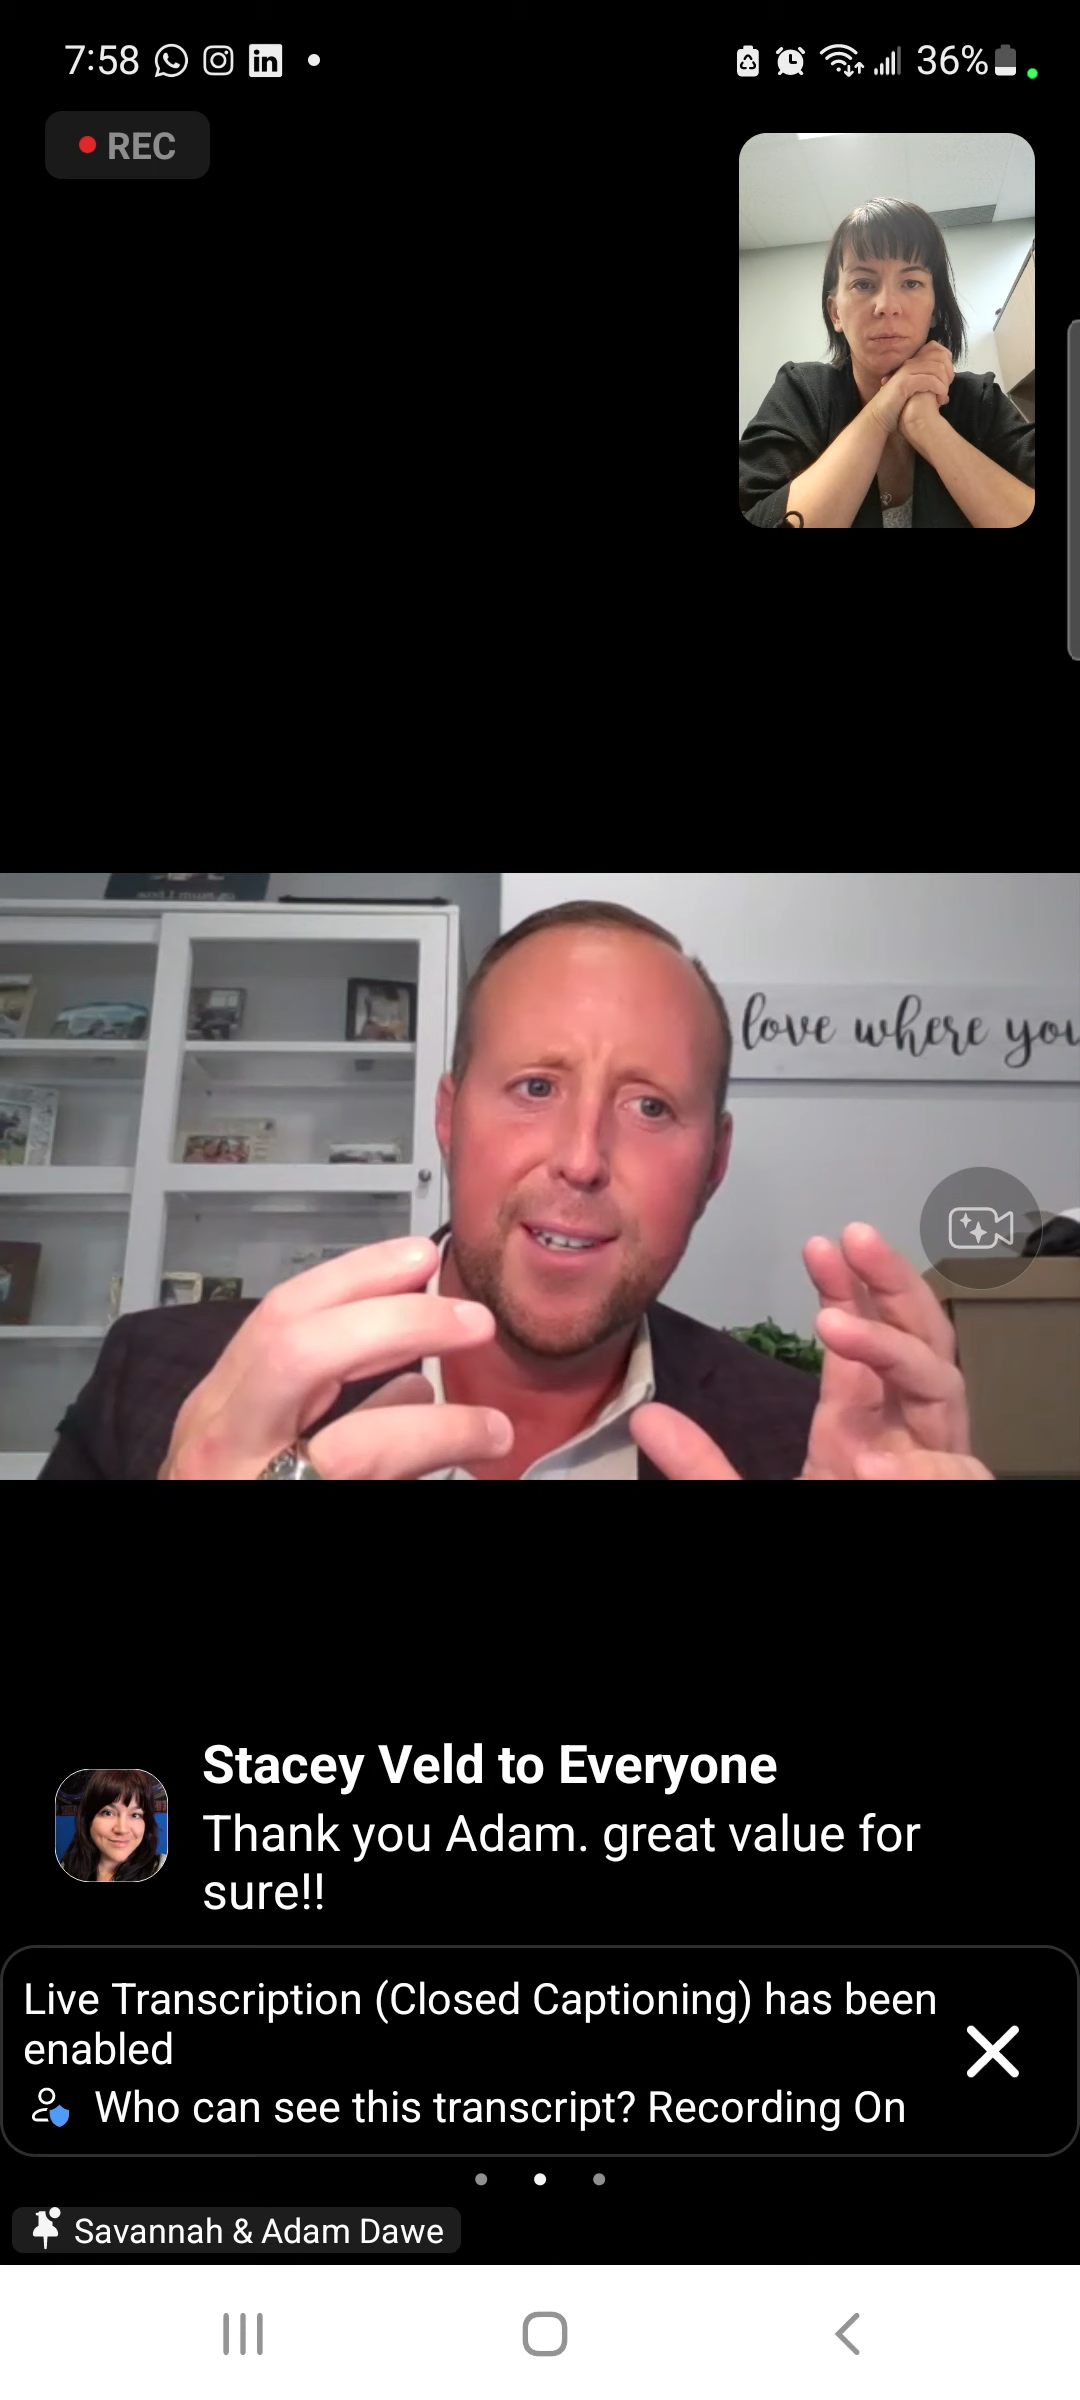 7:58
36%
REC
love where you
Stacey Veld to Everyone
Thank you Adam. great value for
sure!!
Live Transcription (Closed Captioning) has been
enabled
Who can see this transcript? Recording On
Savannah & Adam Dawe